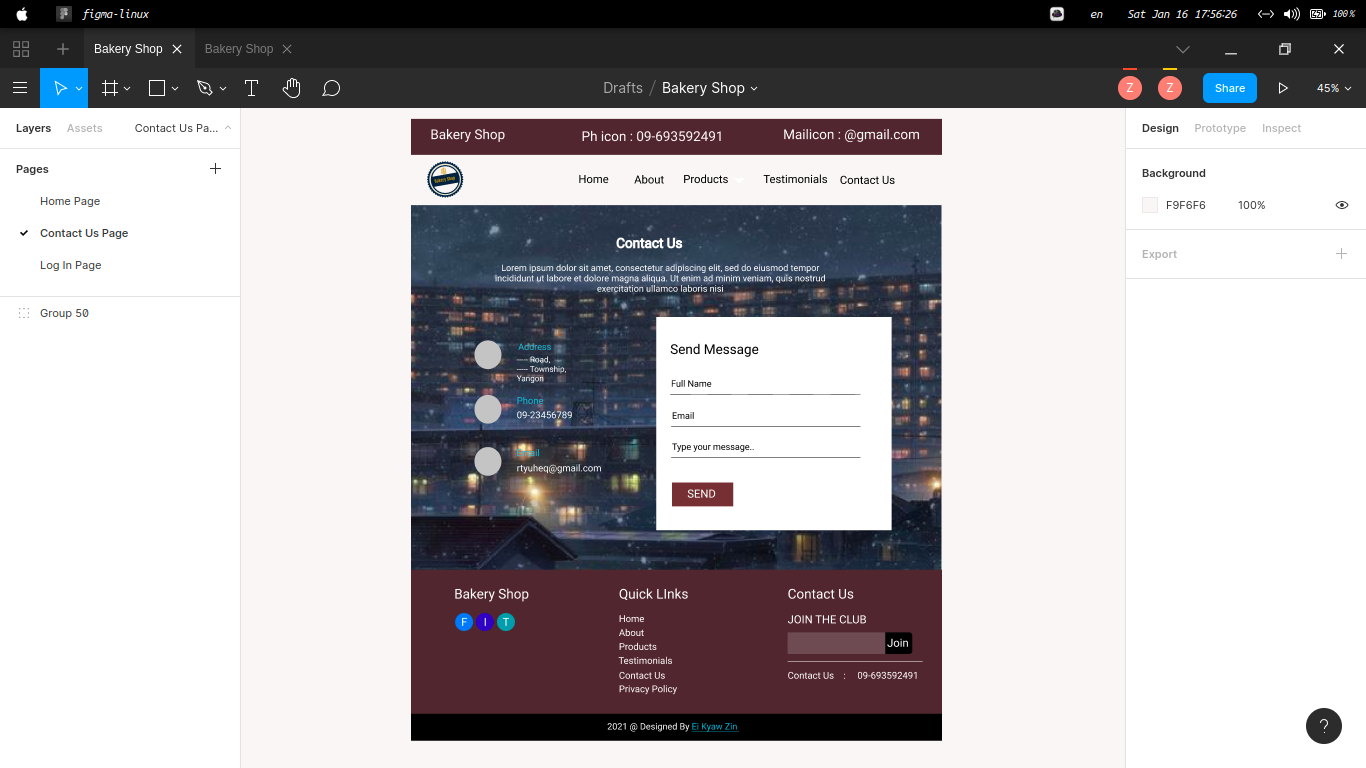 figma-linux
en
Sat Jan 16 17:56:26
100%
Bakery Shop
Bakery Shop
Drafts / Bakery Shop
Z
Z
Share
45%
Layers
Assets
Contact Us Pa...
Pages
Home Page
Contact Us Page
Log In Page
Group 50
Bakery Shop
Ph icon : 09-693592491
Mailicon : @gmail.com
Bakery Shop
Home
About
Products
Testimonials
Contact Us
Contact Us
Lorem ipsum dolor sit amet, consectetur adipiscing elit, sed do eiusmod tempor
incididunt ut labore et dolore magna aliqua. Ut enim ad minim veniam, quis nostrud
exercitation ullamco laboris nisi
Address
---- Road,
---- Township,
Yangon
Phone
09-23456789
Email
rtyuheq@gmail.com
Send Message
Full Name
Email
Type your message..
SEND
Bakery Shop
F
I
T
Quick LInks
Home
About
Products
Testimonials
Contact Us
Privacy Policy
Contact Us
JOIN THE CLUB
Join
Contact Us : 09-693592491
2021 @ Designed By Ei Kyaw Zin
Design
Prototype
Inspect
Background
F9F6F6
100%
Export
?